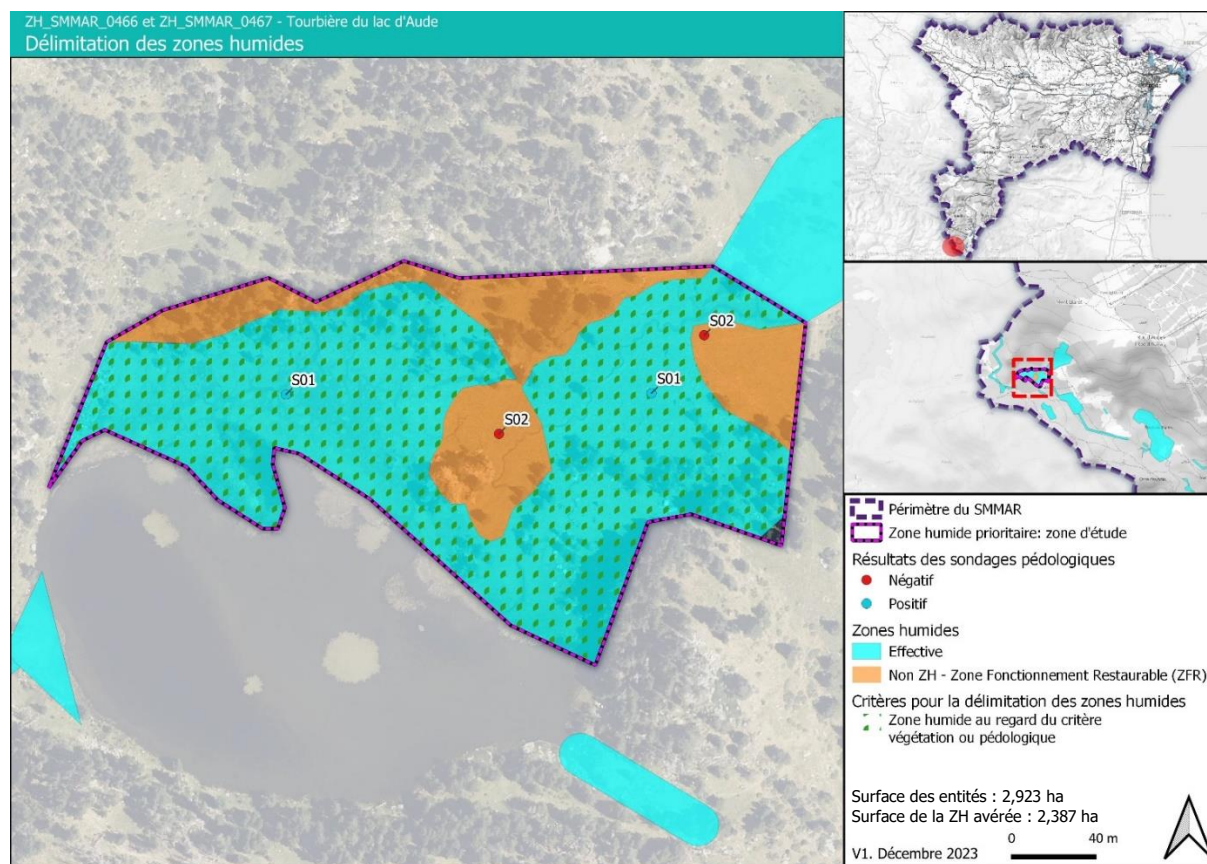 ZH_SMMAR_0466 et ZH_SMMAR_0467 - Tourbière du lac d'Aude
Délimitation des zones humides
S01
S02
S01
S02
Périmètre du SMMAR
Zone humide prioritaire: zone d'étude
Résultats des sondages pédologiques
Négatif
Positif
Zones humides
Effective
Non ZH - Zone Fonctionnement Restaurable (ZFR)
Critères pour la délimitation des zones humides
Zone humide au regard du critère
végétation ou pédologique
Surface des entités : 2,923 ha
Surface de la ZH avérée : 2,387 ha
0 40 m
V1. Décembre 2023